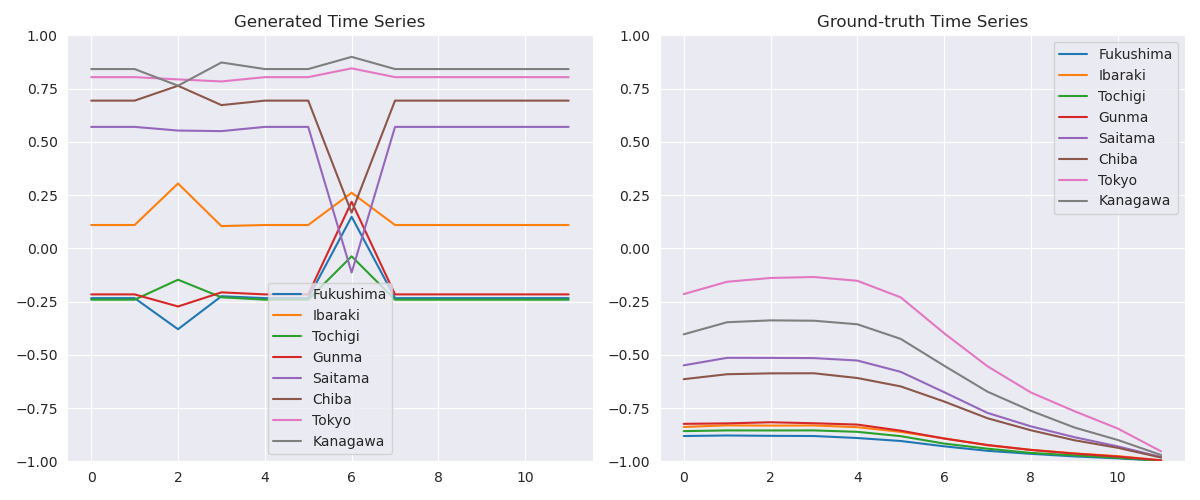 Generated Time Series
1.00
0.75
0.50
0.25
0.00
−0.25
−0.50
−0.75
−1.00
0 2 4 6 8 10
Fukushima
Ibaraki
Tochigi
Gunma
Saitama
Chiba
Tokyo
Kanagawa
Ground-truth Time Series
1.00
0.75
0.50
0.25
0.00
−0.25
−0.50
−0.75
−1.00
0 2 4 6 8 10
Fukushima
Ibaraki
Tochigi
Gunma
Saitama
Chiba
Tokyo
Kanagawa